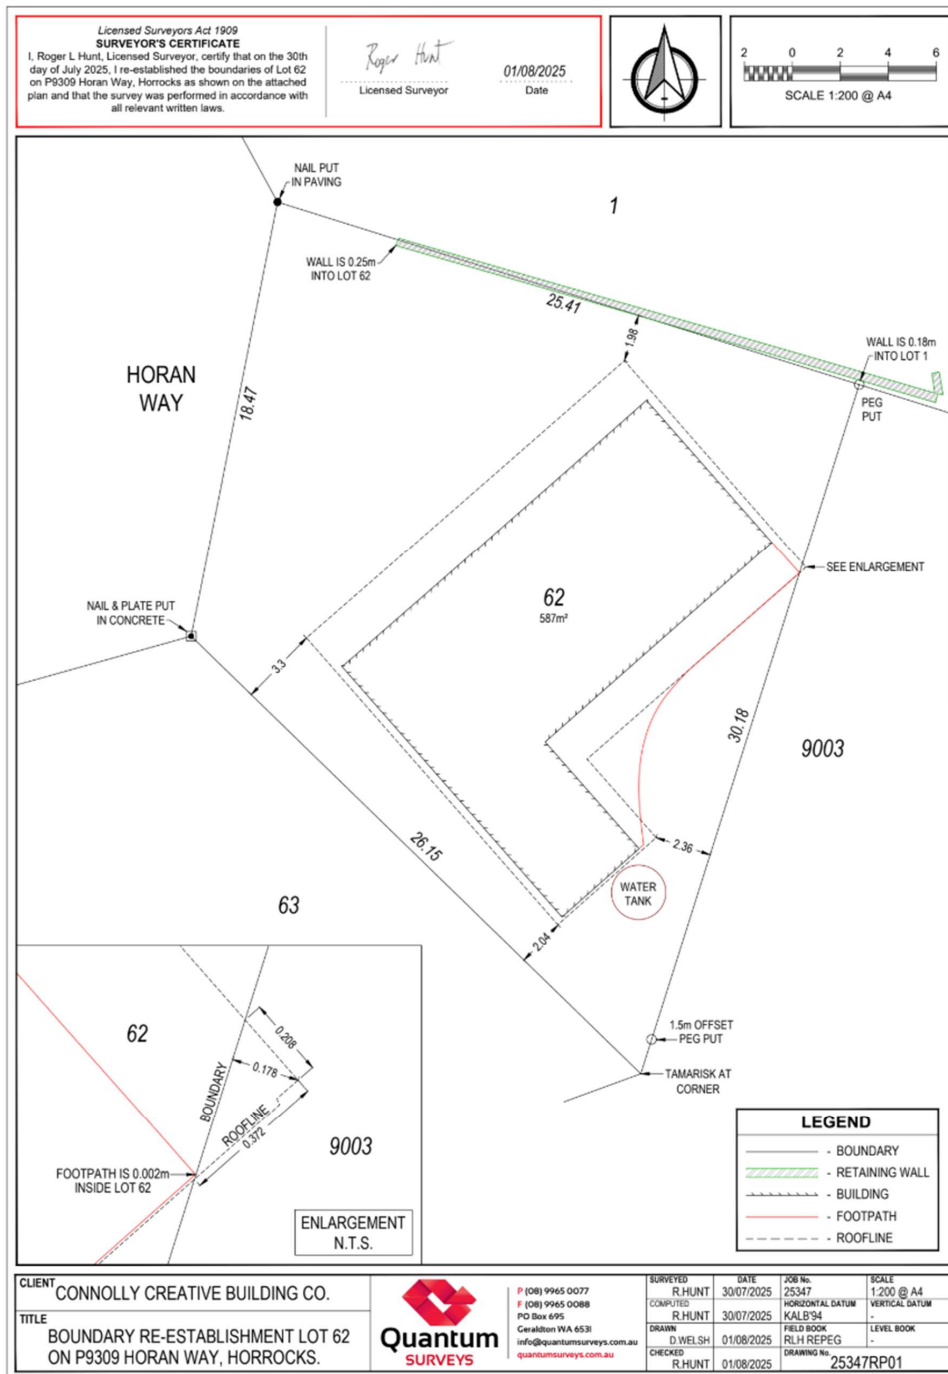 Licensed Surveyors Act 1909
SURVEYOR'S CERTIFICATE
I, Roger L Hunt, Licensed Surveyor, certify that on the 30th
day of July 2025, I re-established the boundaries of Lot 62
on P9309 Horan Way, Horrocks as shown on the attached
plan and that the survey was performed in accordance with
all relevant written laws.
Roger Hunt
Licensed Surveyor
01/08/2025
Date
2 0 2 4 6
SCALE 1:200 @ A4
NAIL PUT
IN PAVING
1
WALL IS 0.25m
INTO LOT 62
25.41
1.98
WALL IS 0.18m
INTO LOT 1
PEG
PUT
HORAN
WAY
18.47
SEE ENLARGEMENT
62
587m²
NAIL & PLATE PUT
IN CONCRETE
3.3
30.18
9003
26.15
2.36
WATER
TANK
63
2.04
1.5m OFFSET
PEG PUT
TAMARISK AT
CORNER
62
0.208
0.178
BOUNDARY
ROOFLINE
0.372
9003
FOOTPATH IS 0.002m
INSIDE LOT 62
ENLARGEMENT
N.T.S.
LEGEND
- BOUNDARY
- RETAINING WALL
- BUILDING
- FOOTPATH
- ROOFLINE
CLIENT CONNOLLY CREATIVE BUILDING CO.
TITLE
BOUNDARY RE-ESTABLISHMENT LOT 62
ON P9309 HORAN WAY, HORROCKS.
Quantum
SURVEYS
P (08) 9965 0077
F (08) 9965 0088
PO Box 695
Geraldton WA 6531
info@quantumsurveys.com.au
quantumsurveys.com.au
SURVEYED DATE JOB No. SCALE
R.HUNT 30/07/2025 25347 1:200 @ A4
COMPUTED HORIZONTAL DATUM VERTICAL DATUM
R.HUNT 30/07/2025 KALB'94 -
DRAWN FIELD BOOK LEVEL BOOK
D.WELSH 01/08/2025 RLH REPEG -
CHECKED DRAWING No.
R.HUNT 01/08/2025 25347RP01